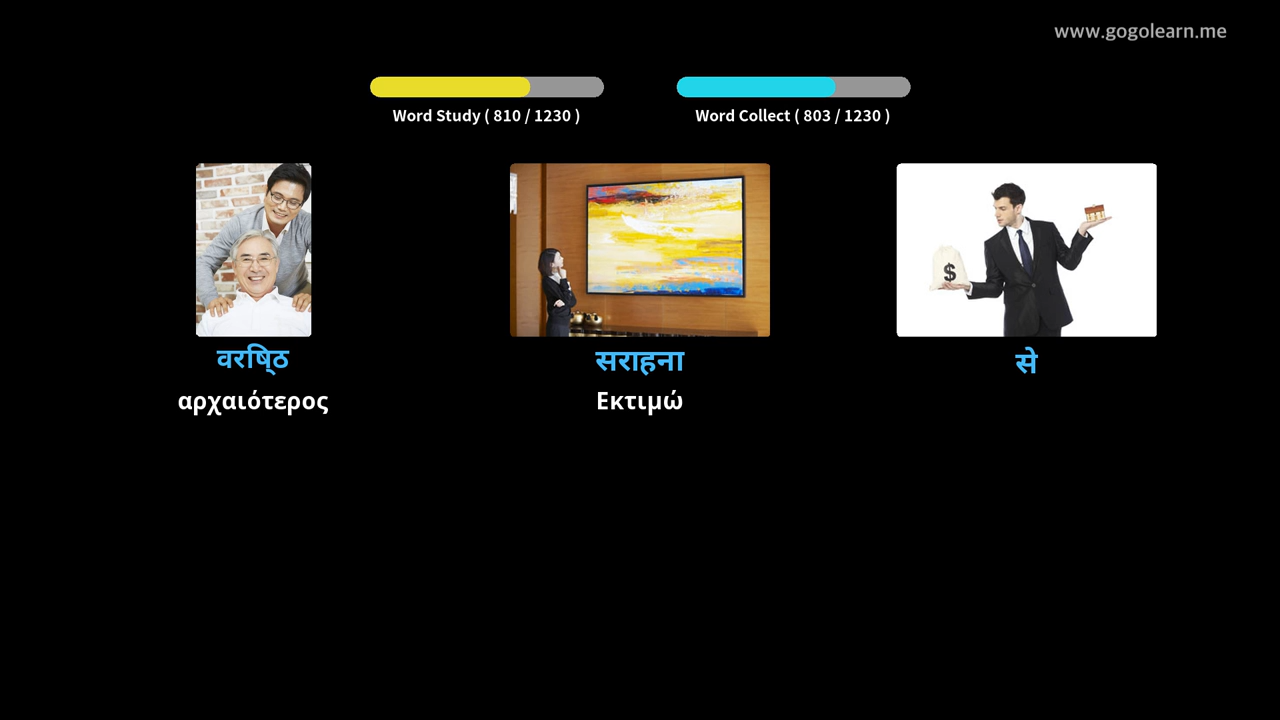 www.gogolearn.me
Word Study ( 810 / 1230 )
Word Collect ( 803 / 1230 )
$
वरिष्ठ
सराहना
से
αρχαιότερος
Εκτιμώ